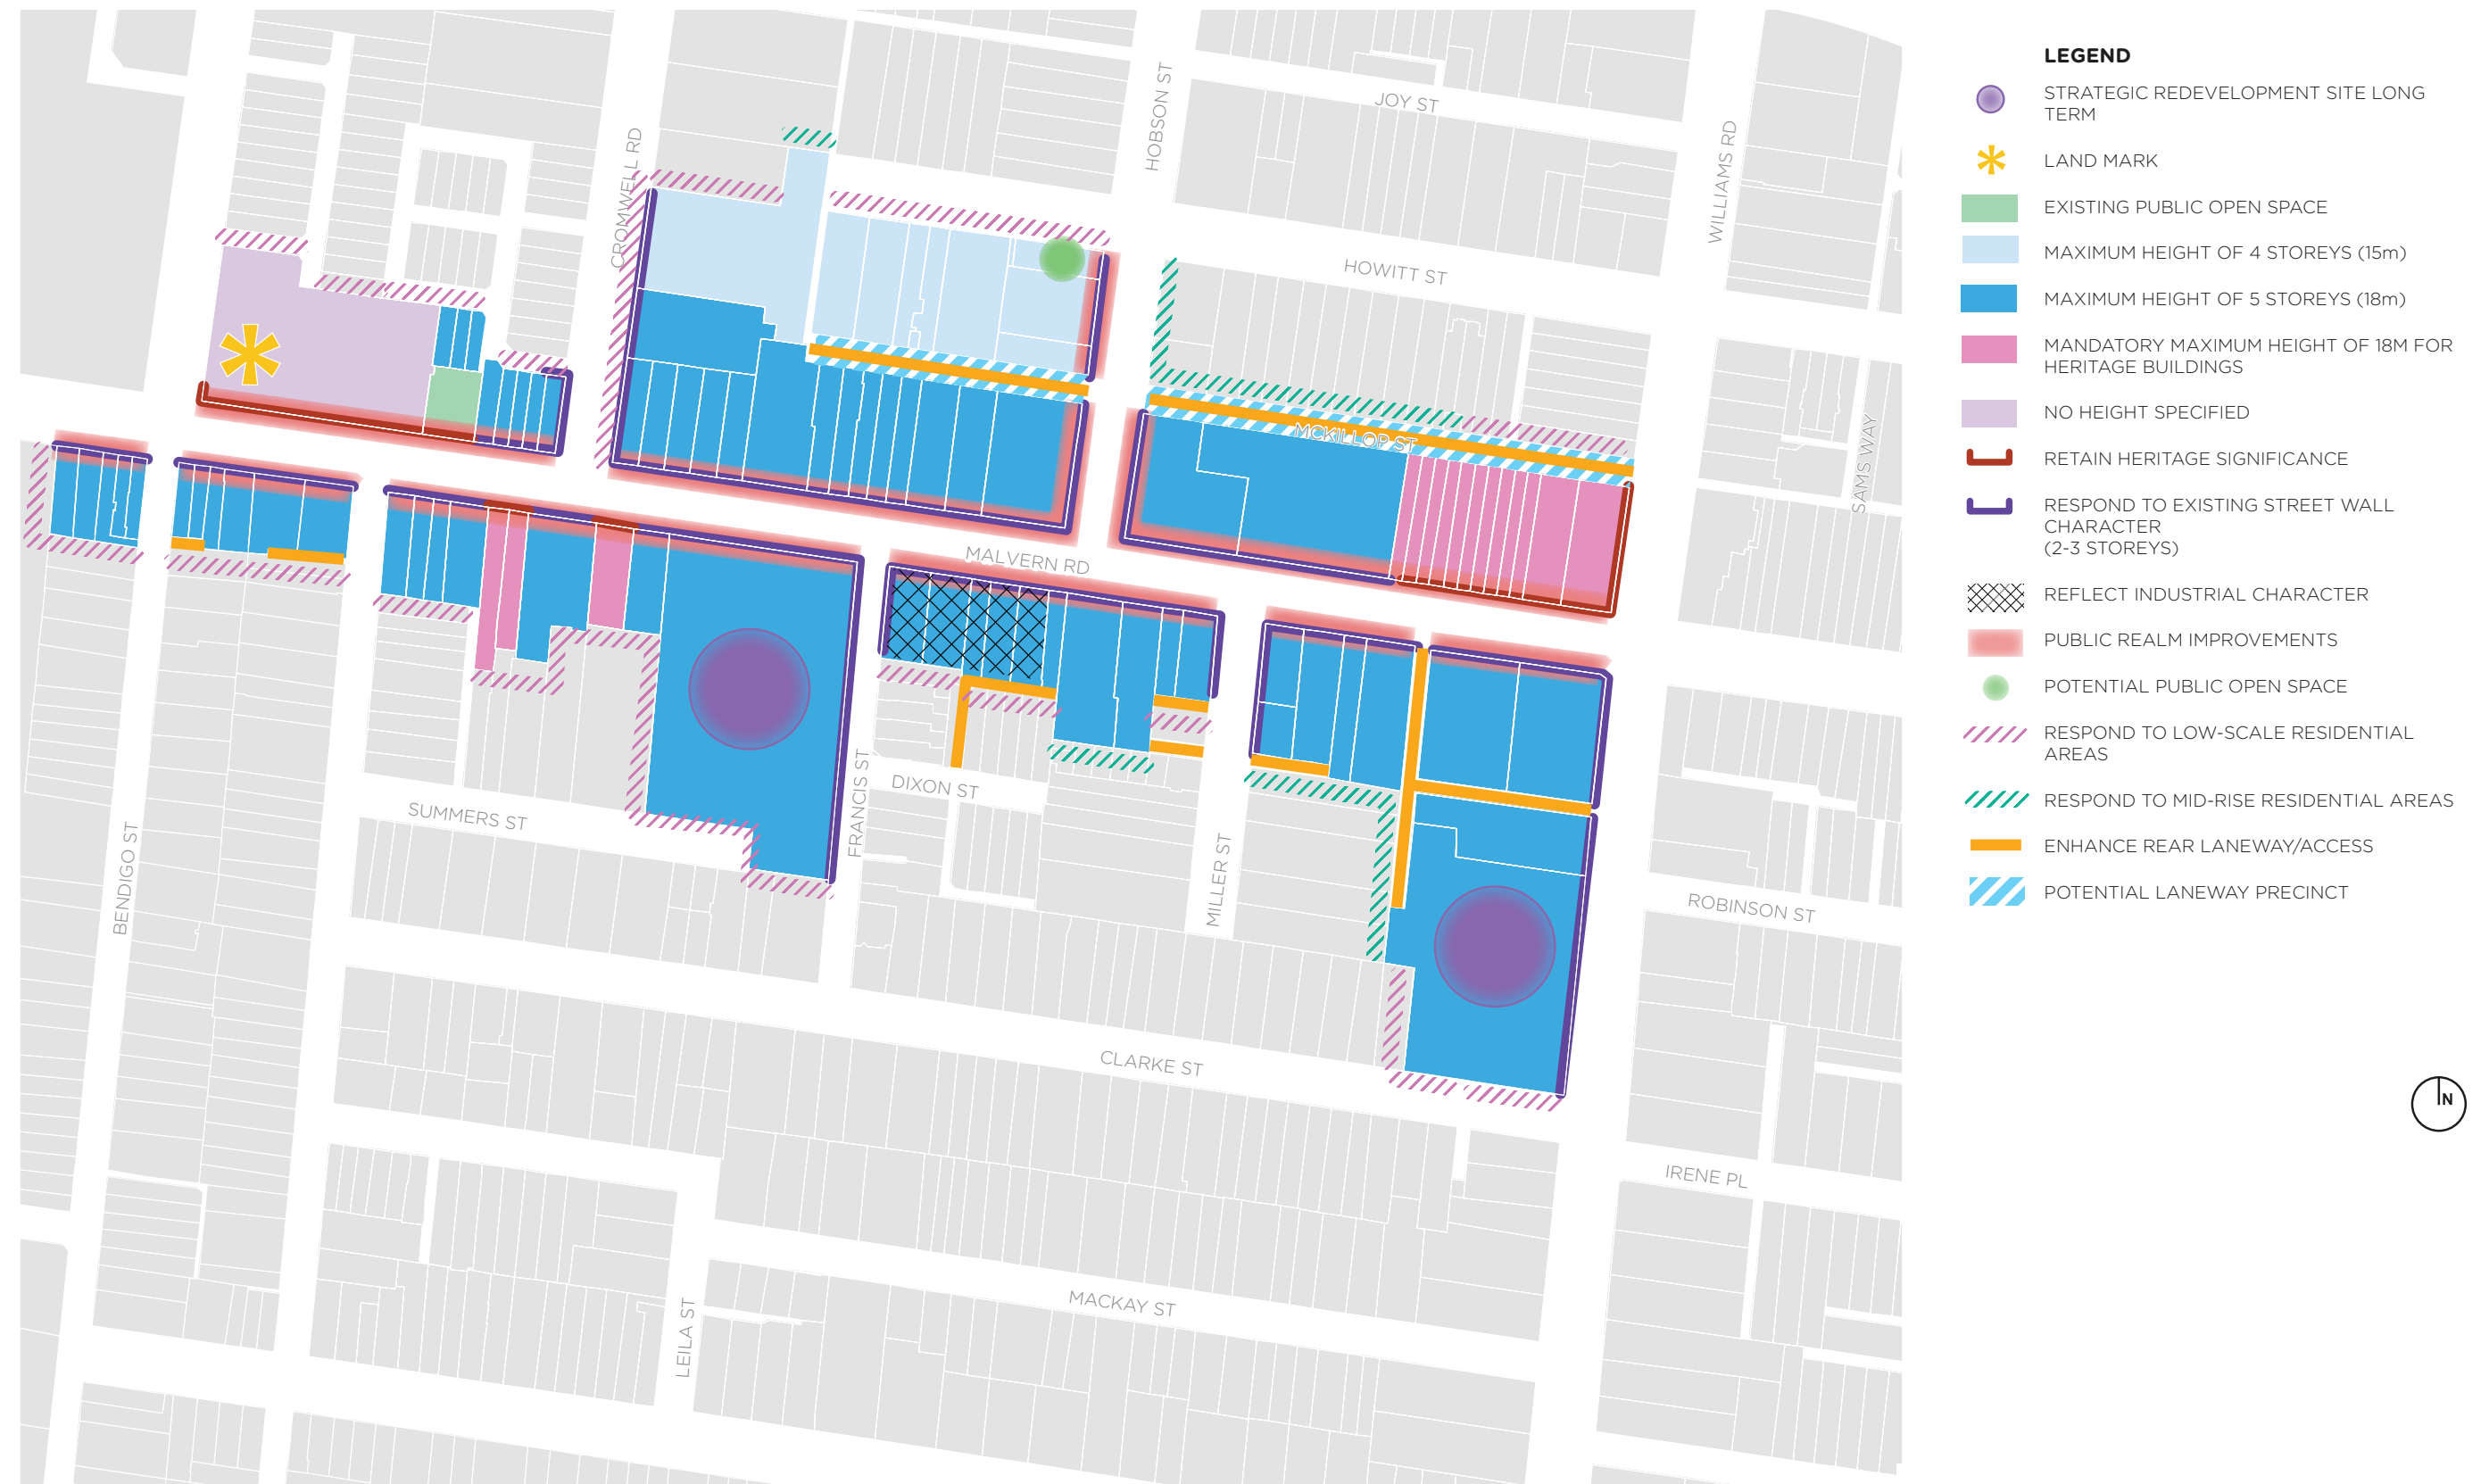 JOY ST
HOBSON ST
CROMWELL RD
WILLIAMS RD
HOWITT ST
MCKILLOP ST
SAMS WAY
MALVERN RD
DIXON ST
FRANCIS ST
SUMMERS ST
BENDIGO ST
MILLER ST
ROBINSON ST
CLARKE ST
IRENE PL
MACKAY ST
LEILA ST
LEGEND
STRATEGIC REDEVELOPMENT SITE LONG
TERM
LAND MARK
EXISTING PUBLIC OPEN SPACE
MAXIMUM HEIGHT OF 4 STOREYS (15m)
MAXIMUM HEIGHT OF 5 STOREYS (18m)
MANDATORY MAXIMUM HEIGHT OF 18M FOR
HERITAGE BUILDINGS
NO HEIGHT SPECIFIED
RETAIN HERITAGE SIGNIFICANCE
RESPOND TO EXISTING STREET WALL
CHARACTER
(2-3 STOREYS)
REFLECT INDUSTRIAL CHARACTER
PUBLIC REALM IMPROVEMENTS
POTENTIAL PUBLIC OPEN SPACE
RESPOND TO LOW-SCALE RESIDENTIAL
AREAS
RESPOND TO MID-RISE RESIDENTIAL AREAS
ENHANCE REAR LANEWAY/ACCESS
POTENTIAL LANEWAY PRECINCT
N